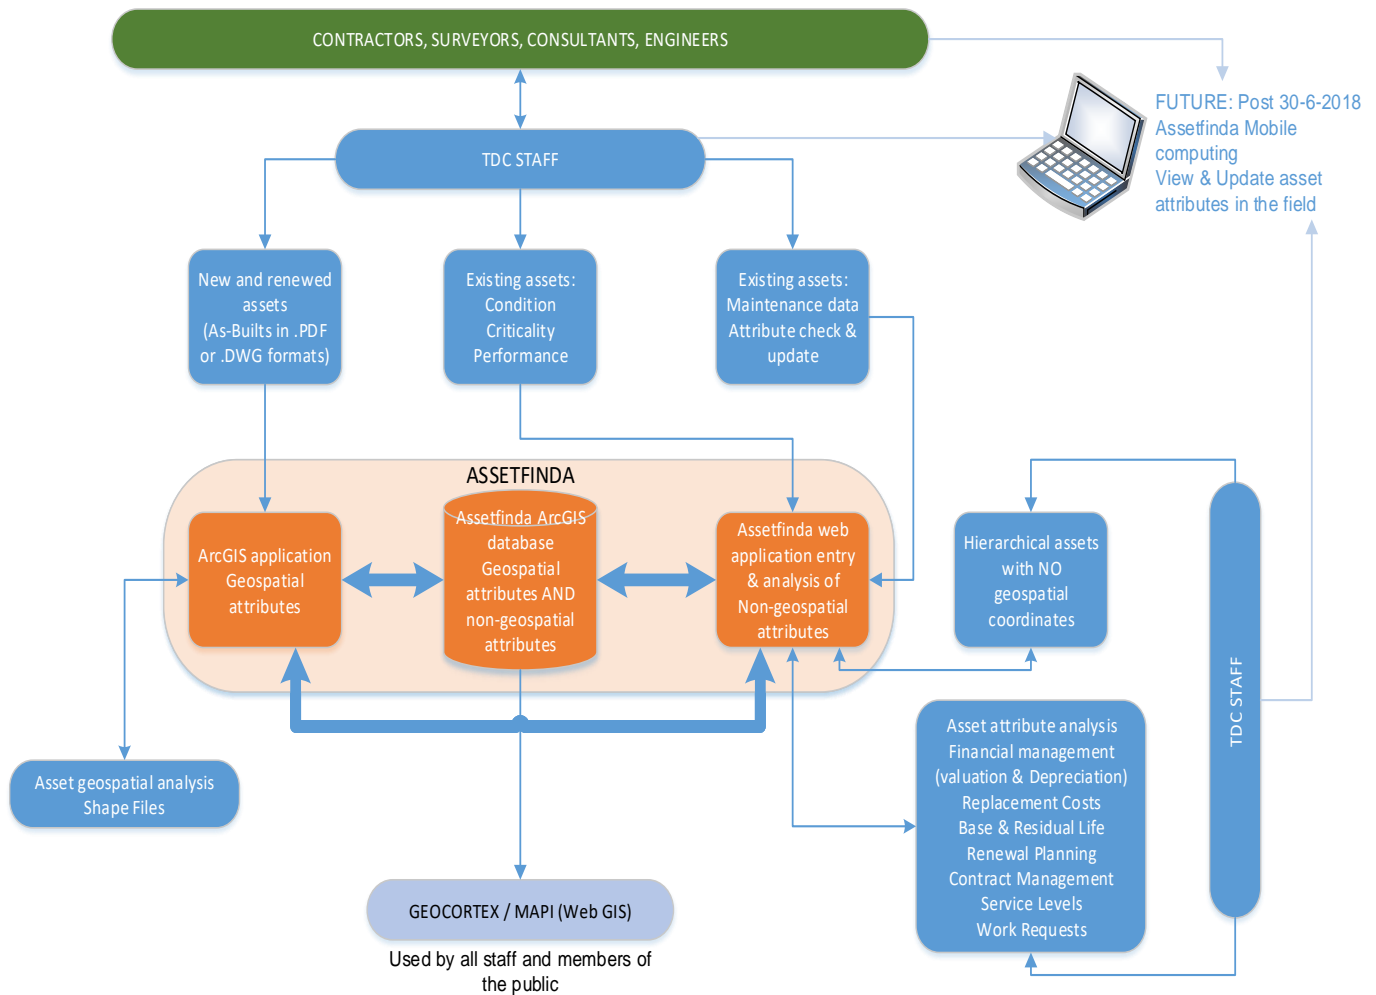 CONTRACTORS, SURVEYORS, CONSULTANTS, ENGINEERS
FUTURE: Post 30-6-2018
Assetfinda Mobile
computing
View & Update asset
attributes in the field
TDC STAFF
New and renewed
assets
(As-Builts in .PDF
or .DWG formats)
Existing assets:
Condition
Criticality
Performance
Existing assets:
Maintenance data
Attribute check &
update
ASSETFINDA
ArcGIS application
Geospatial
attributes
Assetfinda ArcGIS
database
Geospatial
attributes AND
non-geospatial
attributes
Assetfinda web
application entry
& analysis of
Non-geospatial
attributes
Hierarchical assets
with NO
geospatial
coordinates
TDC STAFF
Asset geospatial analysis
Shape Files
Asset attribute analysis
Financial management
(valuation & Depreciation)
Replacement Costs
Base & Residual Life
Renewal Planning
Contract Management
Service Levels
Work Requests
GEOCORTEX / MAPI (Web GIS)
Used by all staff and members of
the public